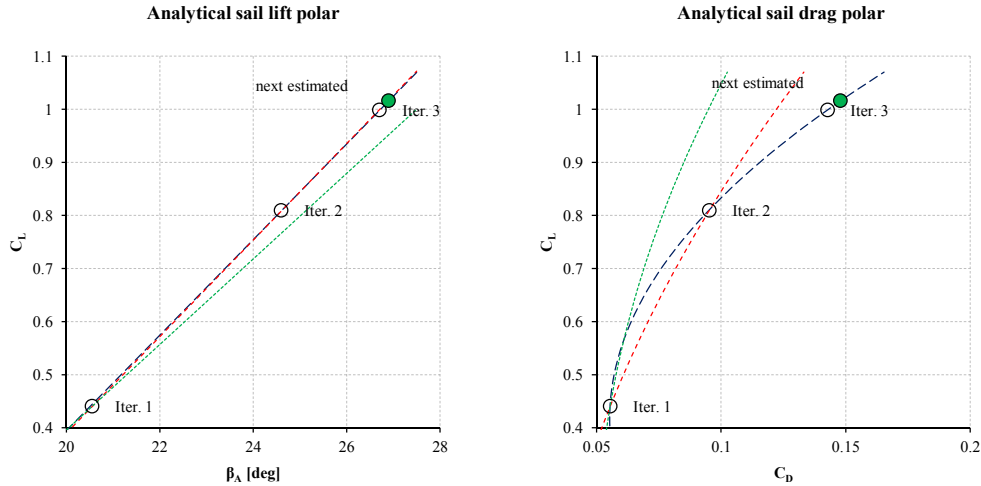 Analytical sail lift polar
1.1
1
0.9
0.8
0.7
0.6
0.5
0.4
C_L
next estimated
Iter. 3
Iter. 2
Iter. 1
20
22
24
26
28
β_A [deg]
Analytical sail drag polar
1.1
1
0.9
0.8
0.7
0.6
0.5
0.4
C_L
next estimated
Iter. 3
Iter. 2
Iter. 1
0.05
0.1
0.15
0.2
C_D